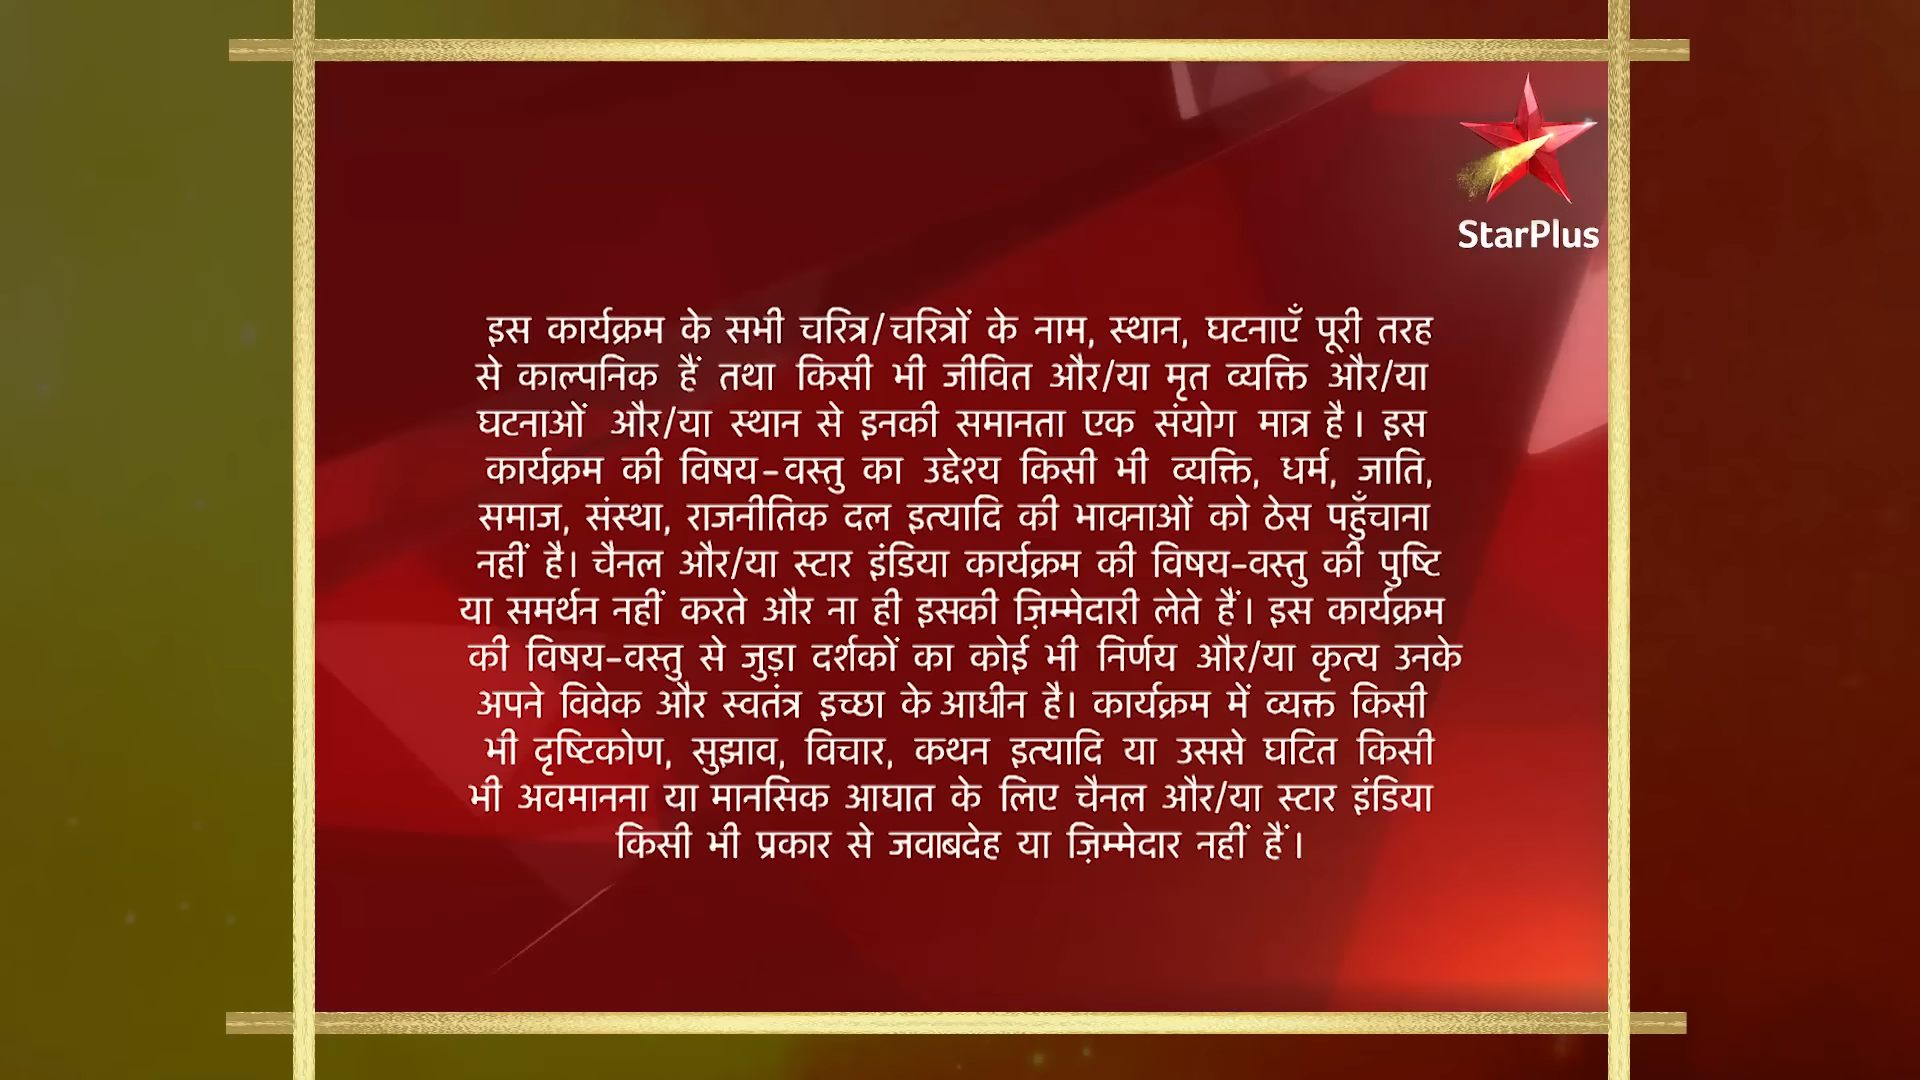 StarPlus
इस कार्यक्रम के सभी चरित्र/चरित्रों के नाम, स्थान, घटनाएँ पूरी तरह
से काल्पनिक हैं तथा किसी भी जीवित और/या मृत व्यक्ति और/या
घटनाओं और/या स्थान से इनकी समानता एक संयोग मात्र है। इस
कार्यक्रम की विषय-वस्तु का उद्देश्य किसी भी व्यक्ति, धर्म, जाति,
समाज, संस्था, राजनीतिक दल इत्यादि की भावनाओं को ठेस पहुँचाना
नहीं है। चैनल और/या स्टार इंडिया कार्यक्रम की विषय-वस्तु की पुष्टि
या समर्थन नहीं करते और ना ही इसकी ज़िम्मेदारी लेते हैं। इस कार्यक्रम
की विषय-वस्तु से जुड़ा दर्शकों का कोई भी निर्णय और/या कृत्य उनके
अपने विवेक और स्वतंत्र इच्छा के आधीन है। कार्यक्रम में व्यक्त किसी
भी दृष्टिकोण, सुझाव, विचार, कथन इत्यादि या उससे घटित किसी
भी अवमानना या मानसिक आघात के लिए चैनल और/या स्टार इंडिया
किसी भी प्रकार से जवाबदेह या ज़िम्मेदार नहीं हैं।